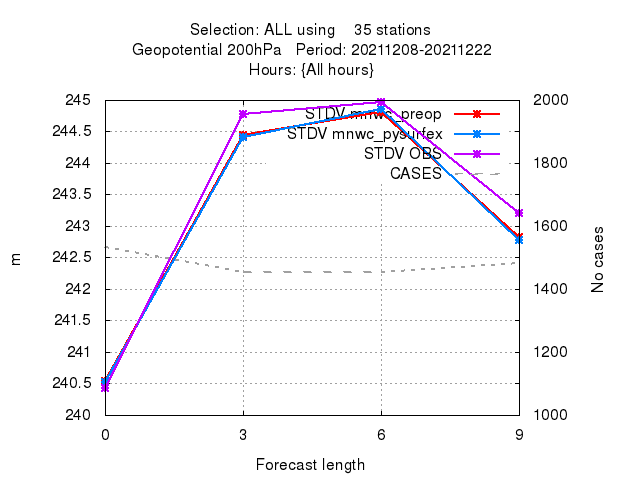 Selection: ALL using    35 stations
Geopotential 200hPa   Period: 20211208-20211222
Hours: {All hours}
245
2000
STDV mnwc_preop
244.5
STDV mnwc_pysurfex
STDV OBS
244
1800
CASES
243.5
243
1600
242.5
m
No cases
242
1400
241.5
241
1200
240.5
240
1000
0
3
6
9
Forecast length